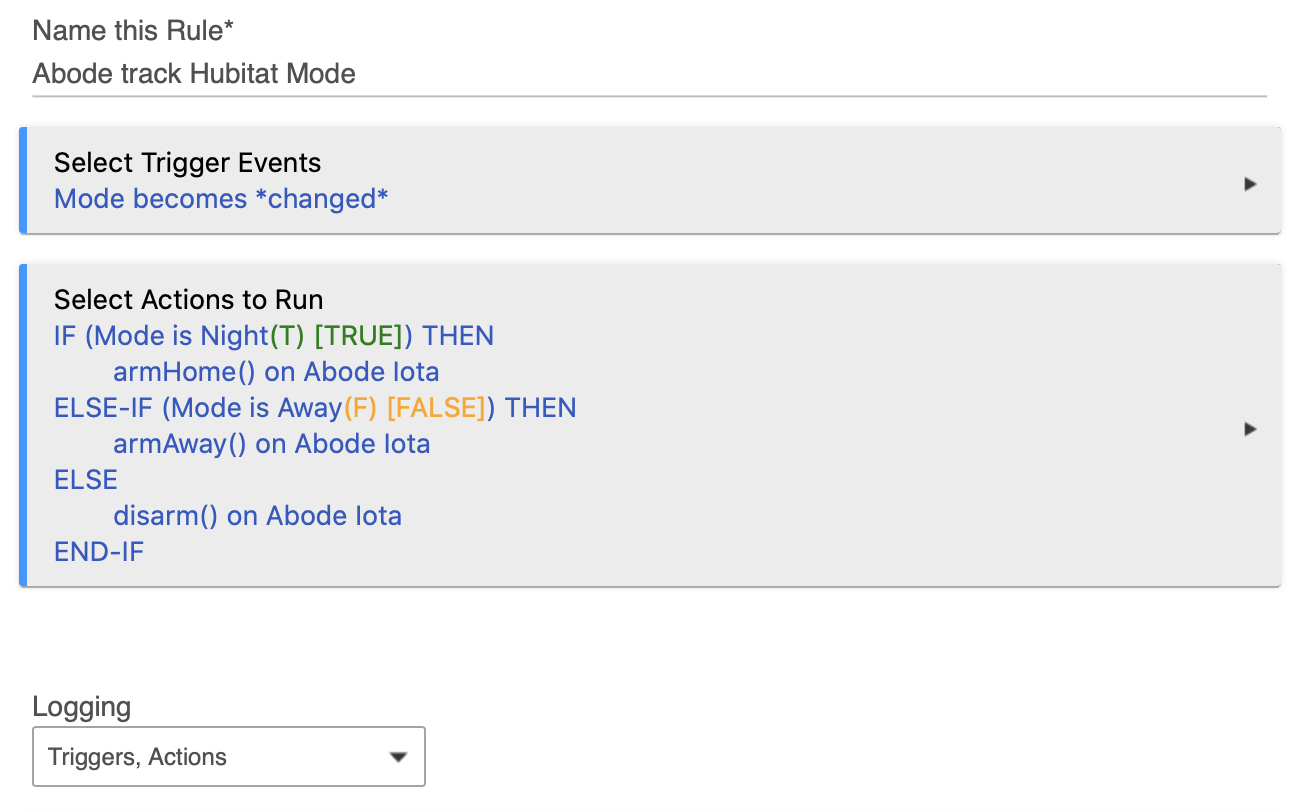 Name this Rule*
Abode track Hubitat Mode
Select Trigger Events
Mode becomes *changed*
Select Actions to Run
IF (Mode is Night(T) [TRUE]) THEN
armHome() on Abode Iota
ELSE-IF (Mode is Away(F) [FALSE]) THEN
armAway() on Abode Iota
ELSE
disarm() on Abode Iota
END-IF
Logging
Triggers, Actions